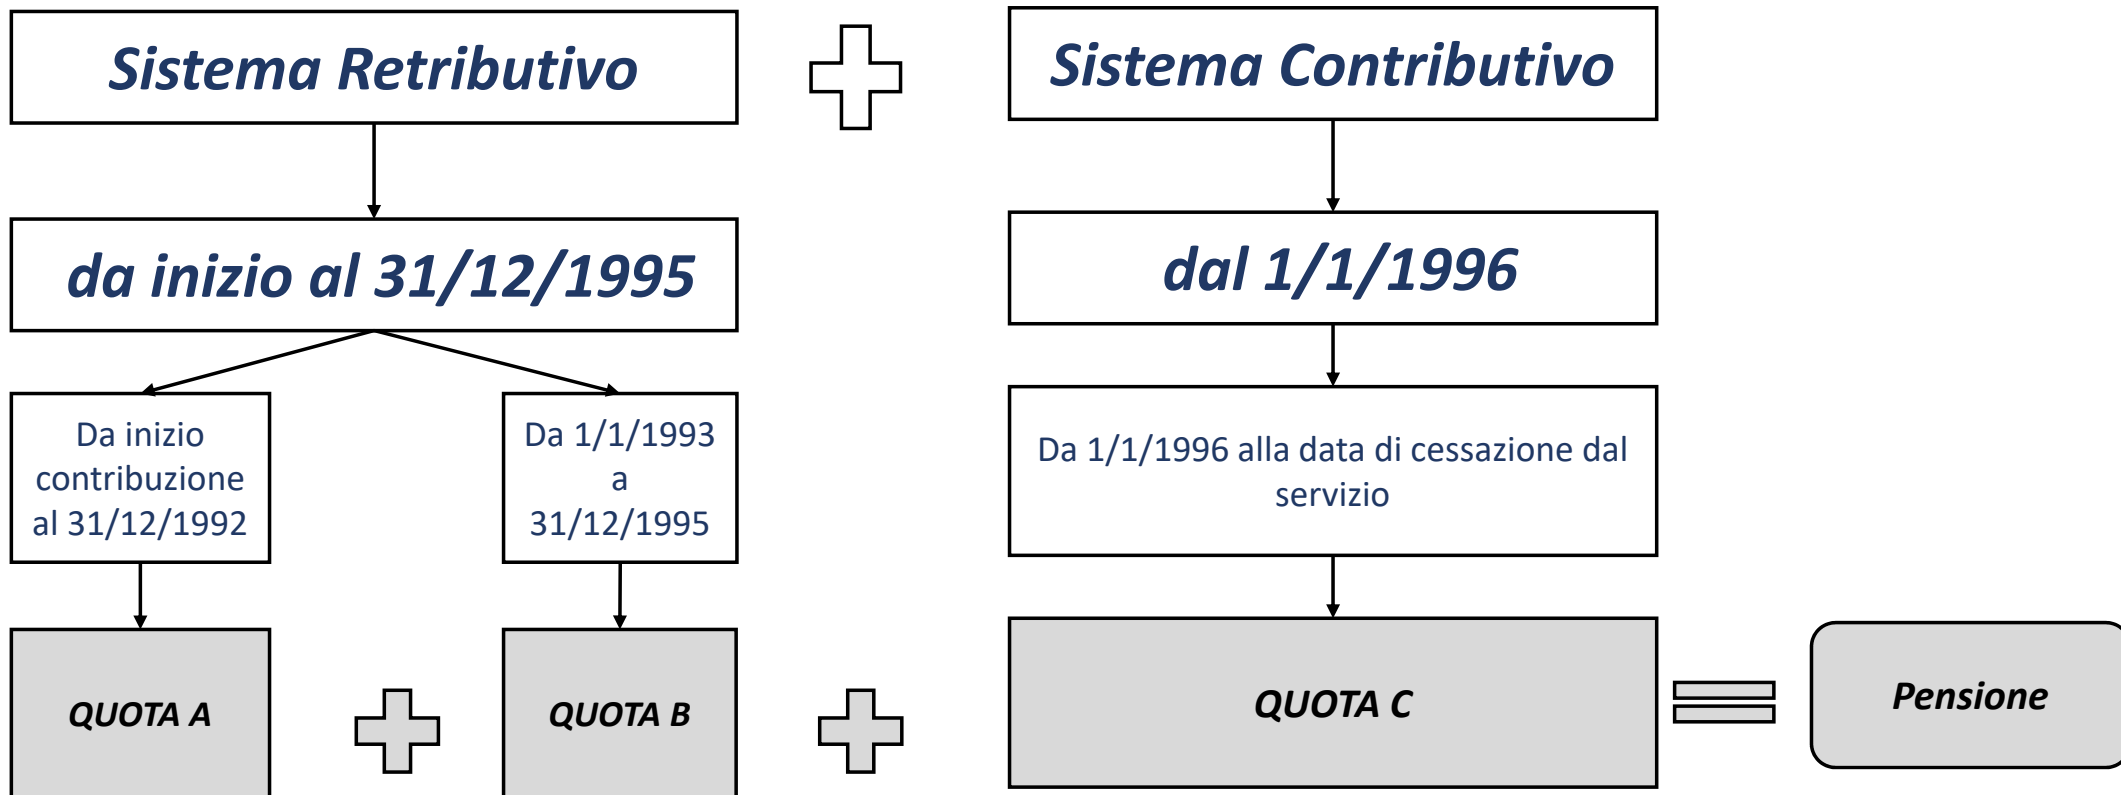 Sistema Retributivo
Sistema Contributivo
da inizio al 31/12/1995
dal 1/1/1996
Da inizio
contribuzione
al 31/12/1992
Da 1/1/1993
a
31/12/1995
Da 1/1/1996 alla data di cessazione dal
servizio
QUOTA A
QUOTA B
QUOTA C
Pensione